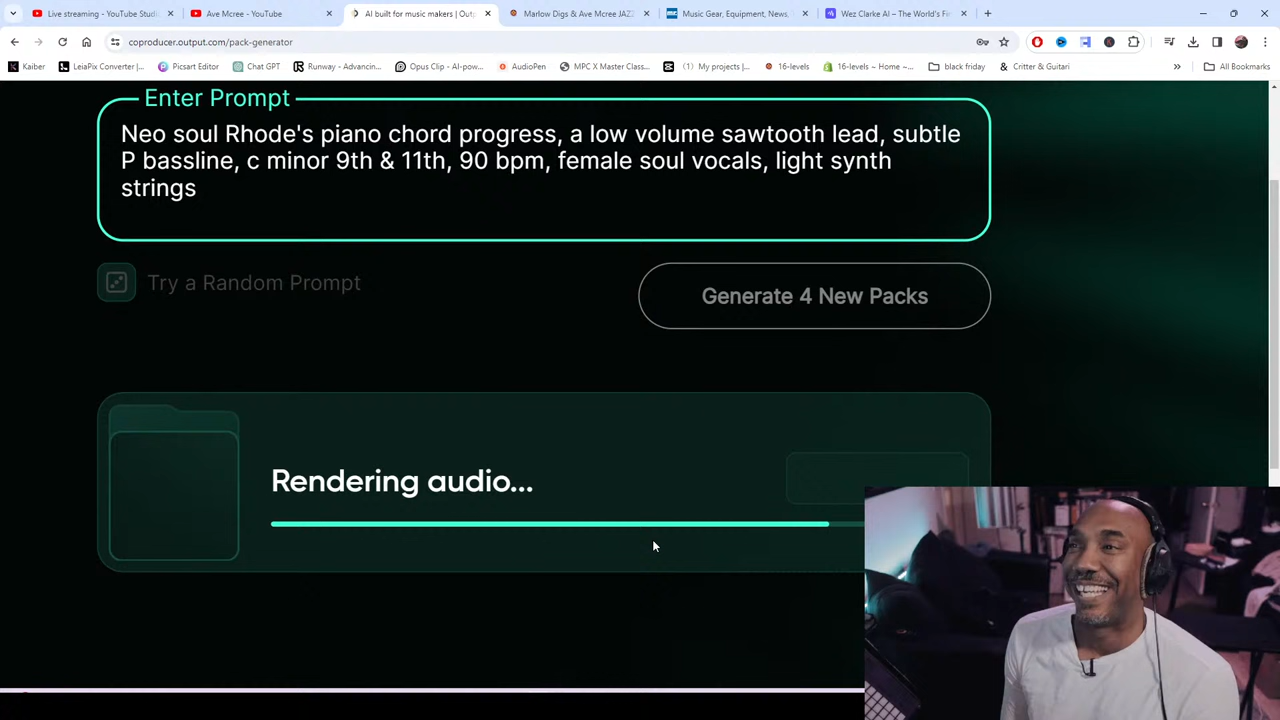 Live streaming - YouTube Studi
Ave Mcree - YouTube
AI built for music makers | Outp
Marlow Digs & Ave Mcree JAZZ
Music Gear, Equipment, News,
Wez Clarke AI – The World's Fi
coproducer.output.com/pack-generator
Kaiber
LeiaPix Converter |...
Picsart Editor
Chat GPT
Runway - Advancin...
Opus Clip - AI-pow...
AudioPen
MPC X Master Class...
(1) My projects |...
16-levels
16-levels ~ Home ~...
black friday
Critter & Guitari
All Bookmarks
Enter Prompt
Neo soul Rhode's piano chord progress, a low volume sawtooth lead, subtle
P bassline, c minor 9th & 11th, 90 bpm, female soul vocals, light synth
strings
Try a Random Prompt
Generate 4 New Packs
Rendering audio...